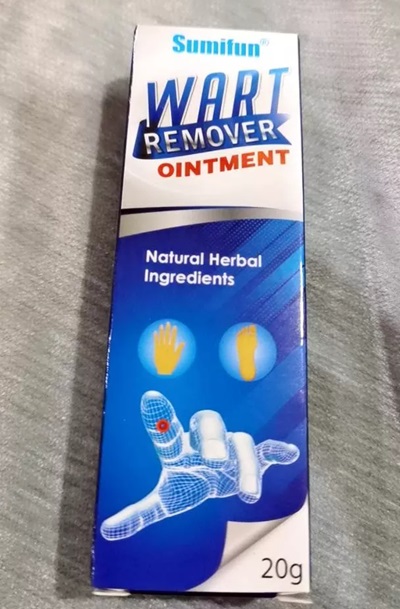 Sumifun®
WART
REMOVER
OINTMENT
Natural Herbal
Ingredients
20g